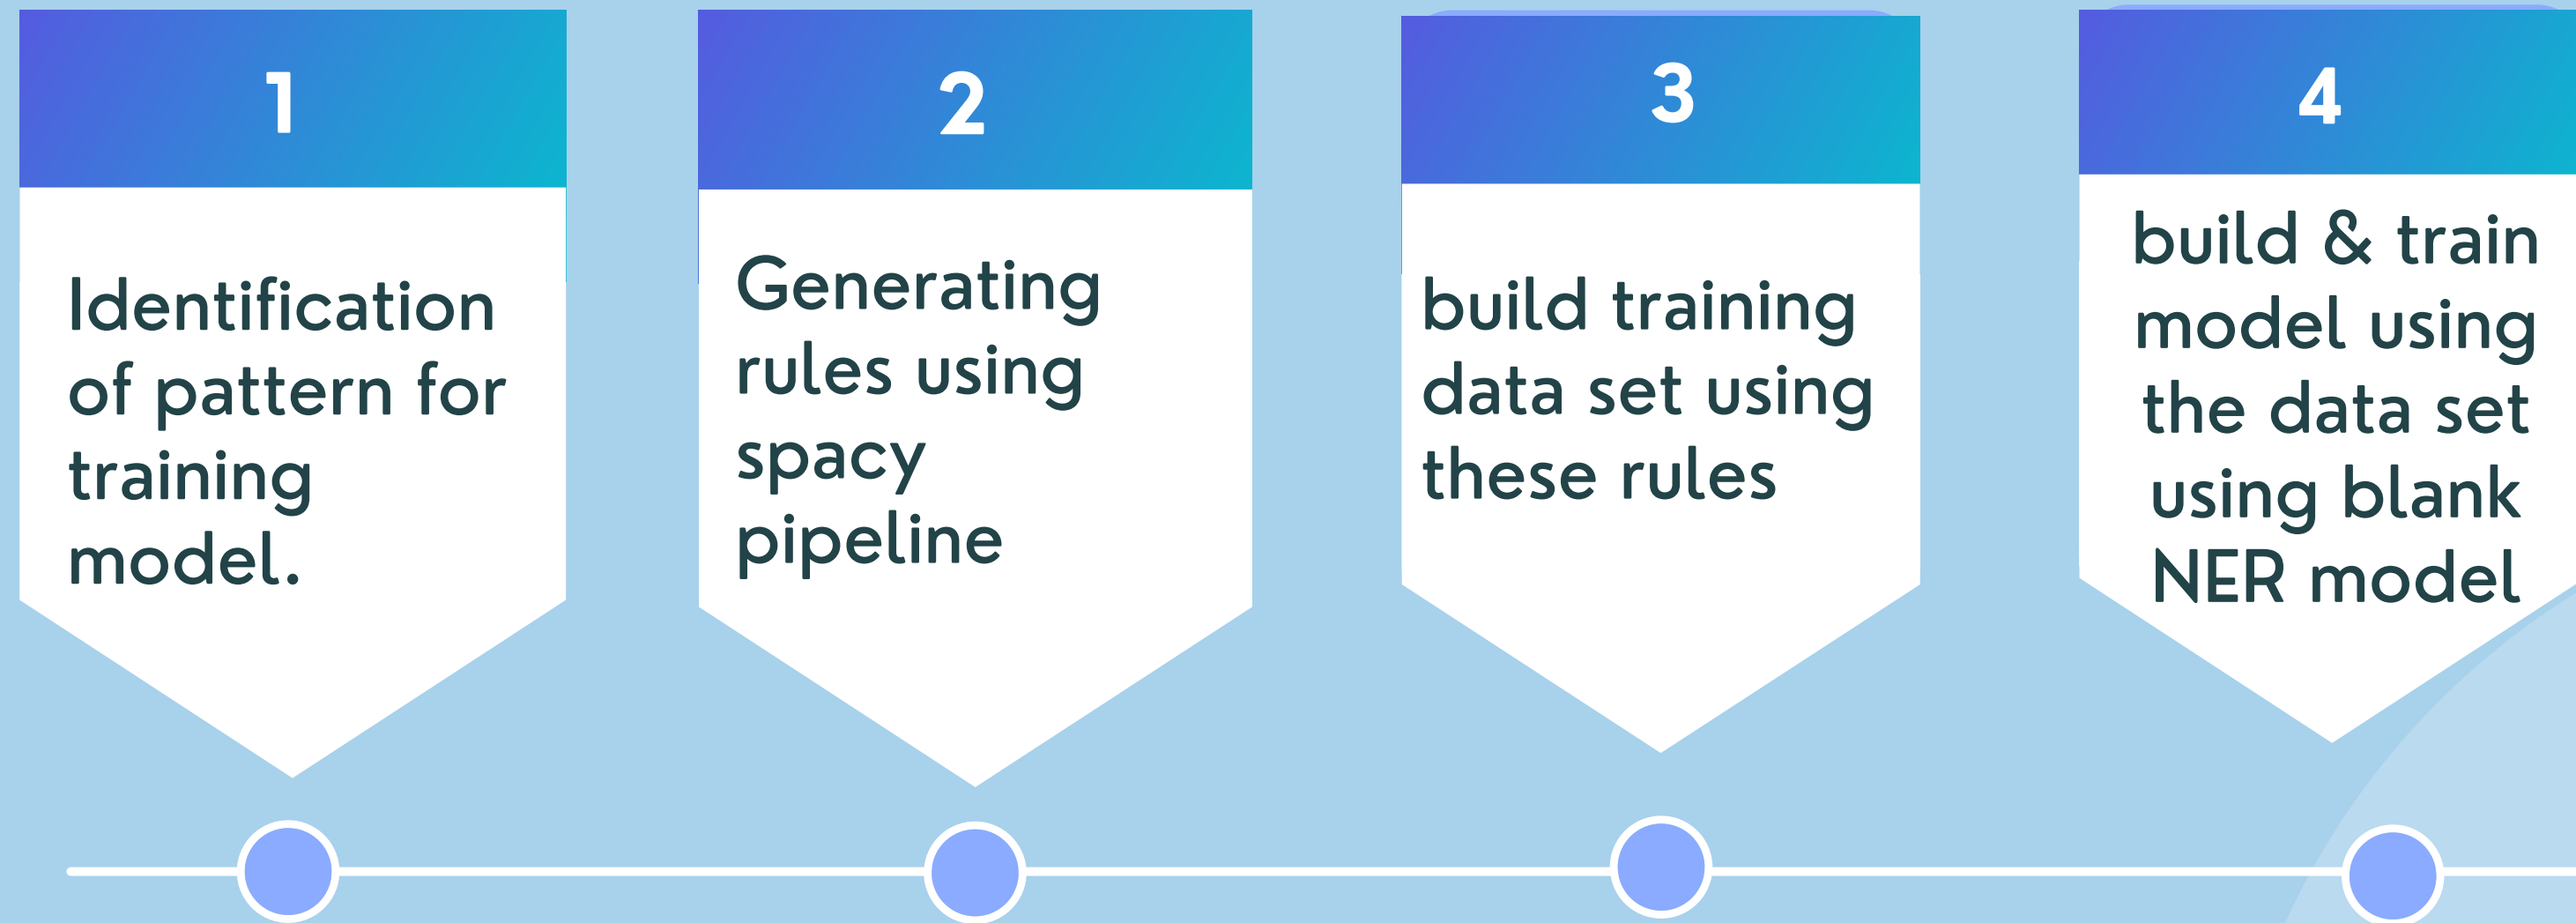 1
Identification
of pattern for
training
model.
2
Generating
rules using
spacy
pipeline
3
build training
data set using
these rules
4
build & train
model using
the data set
using blank
NER model